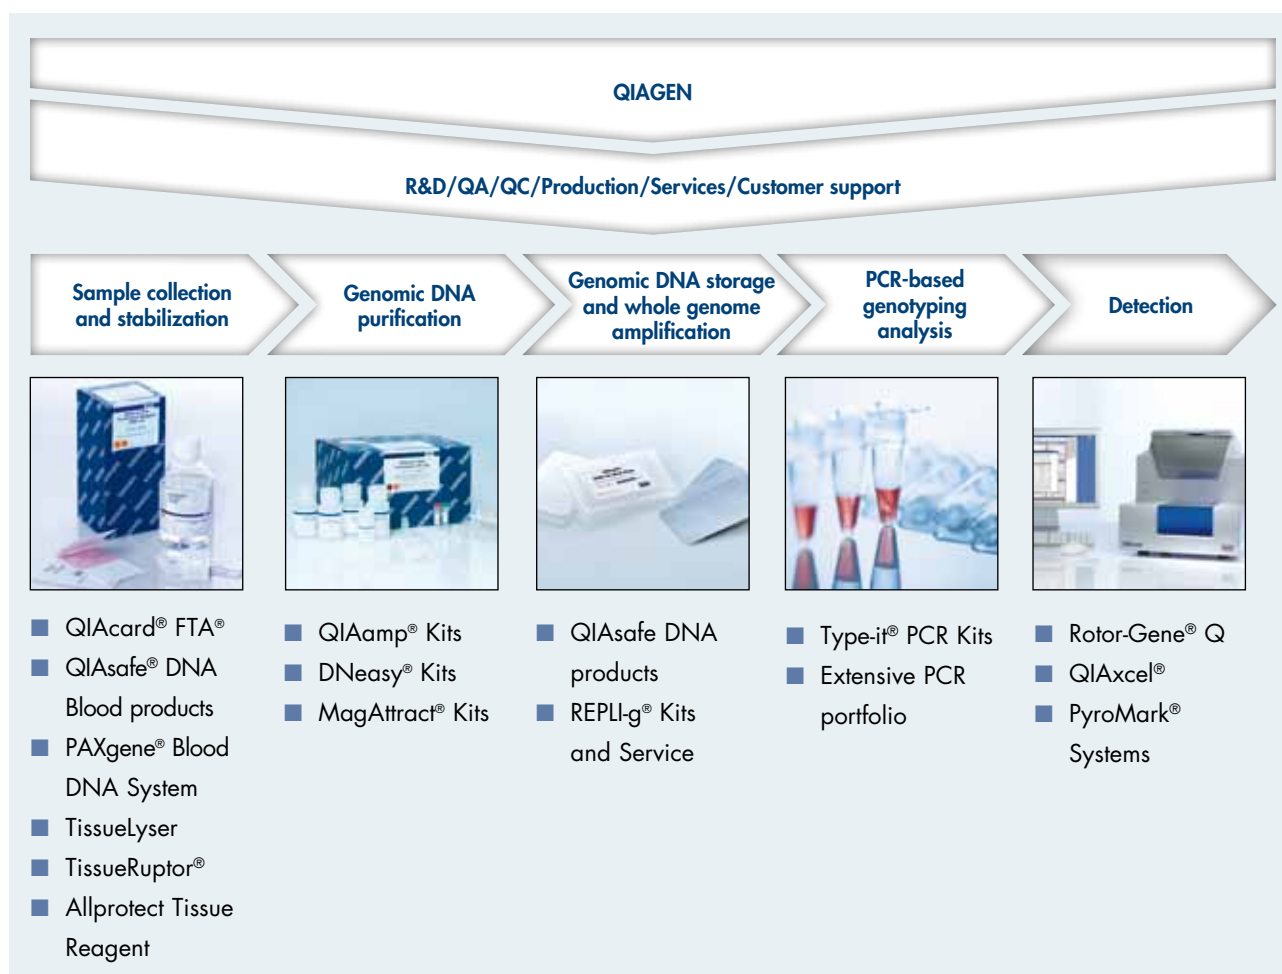 QIAGEN
R&D/QA/QC/Production/Services/Customer support
Sample collection
and stabilization
Genomic DNA
purification
Genomic DNA storage
and whole genome
amplification
PCR-based
genotyping
analysis
Detection
QIAcard® FTA®
QIAsafe® DNA
Blood products
PAXgene® Blood
DNA System
TissueLyser
TissueRuptor®
Allprotect Tissue
Reagent
QIAamp® Kits
DNeasy® Kits
MagAttract® Kits
QIAsafe DNA
products
REPLI-g® Kits
and Service
Type-it® PCR Kits
Extensive PCR
portfolio
Rotor-Gene® Q
QIAxcel®
PyroMark®
Systems